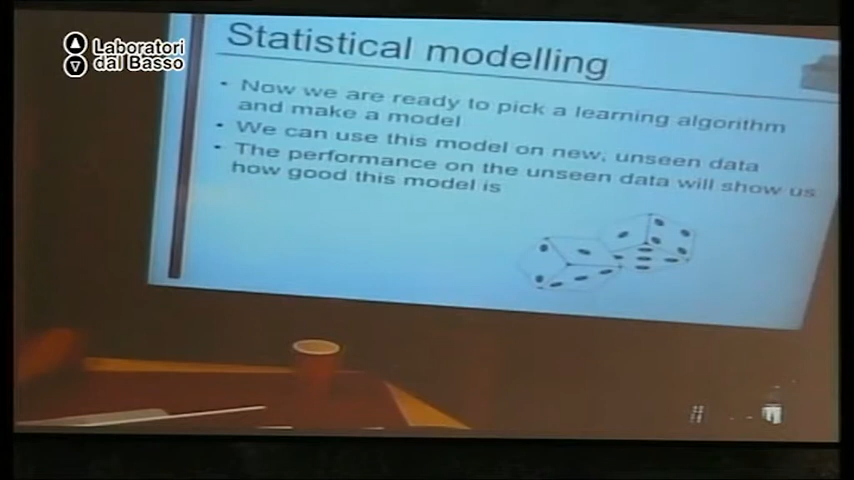 Laboratori
dal Basso
Statistical modelling
• Now we are ready to pick a learning algorithm
and make a model
• We can use this model on new, unseen data
• The performance on the unseen data will show us
how good this model is